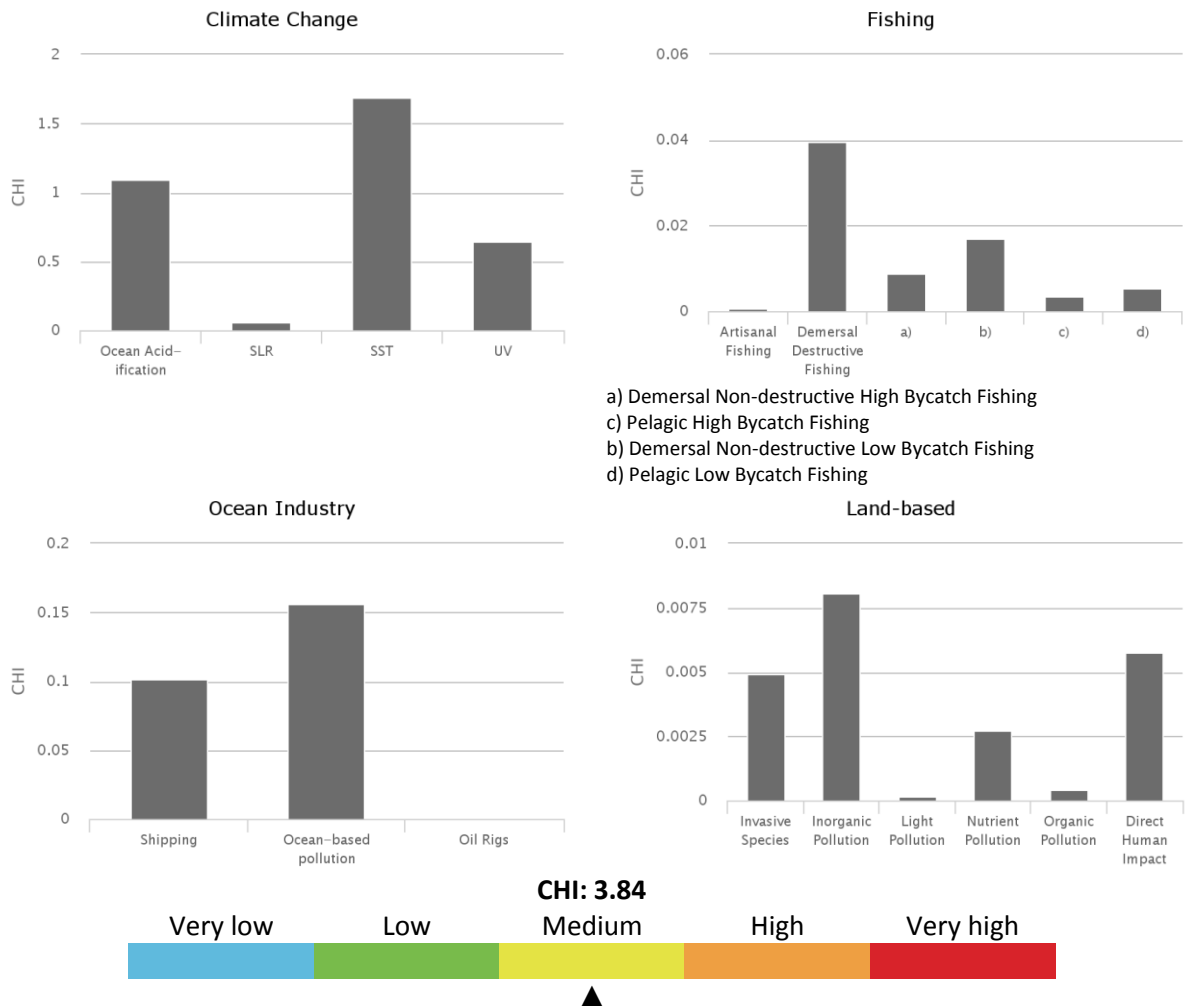 Climate Change
2
1.5
1
0.5
0
CHI
Ocean Acid–
ification
SLR
SST
UV
Fishing
0.06
0.04
0.02
0
CHI
Artisanal
Fishing
Demersal
Destructive
Fishing
a)
b)
c)
d)
a) Demersal Non-destructive High Bycatch Fishing
c) Pelagic High Bycatch Fishing
b) Demersal Non-destructive Low Bycatch Fishing
d) Pelagic Low Bycatch Fishing
Ocean Industry
0.2
0.15
0.1
0.05
0
CHI
Shipping
Ocean–based
pollution
Oil Rigs
Land-based
0.01
0.0075
0.005
0.0025
0
CHI
Invasive
Species
Inorganic
Pollution
Light
Pollution
Nutrient
Pollution
Organic
Pollution
Direct
Human
Impact
CHI: 3.84
Very low
Low
Medium
High
Very high